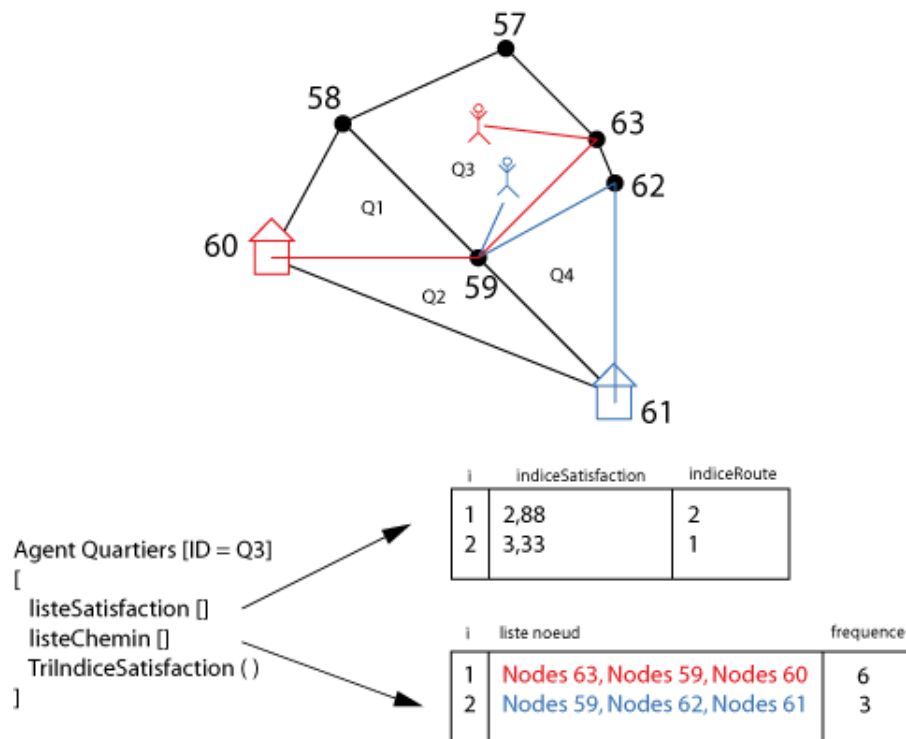 57
58
63
Q3
62
Q1
60
59
Q4
Q2
61
i indiceSatisfaction indiceRoute
1 2,88 2
2 3,33 1
Agent Quartiers [ID = Q3]
[
listeSatisfaction []
listeChemin []
TriIndiceSatisfaction ( )
]
i liste noeud frequence
1 Nodes 63, Nodes 59, Nodes 60 6
2 Nodes 59, Nodes 62, Nodes 61 3